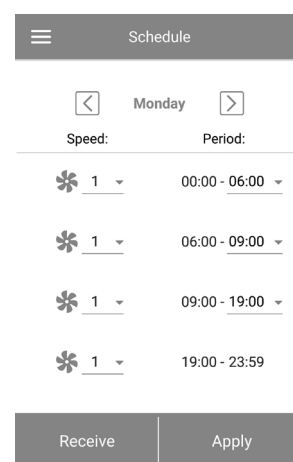 Schedule
Monday
Speed: Period:
1 00:00 - 06:00
1 06:00 - 09:00
1 09:00 - 19:00
1 19:00 - 23:59
Receive Apply